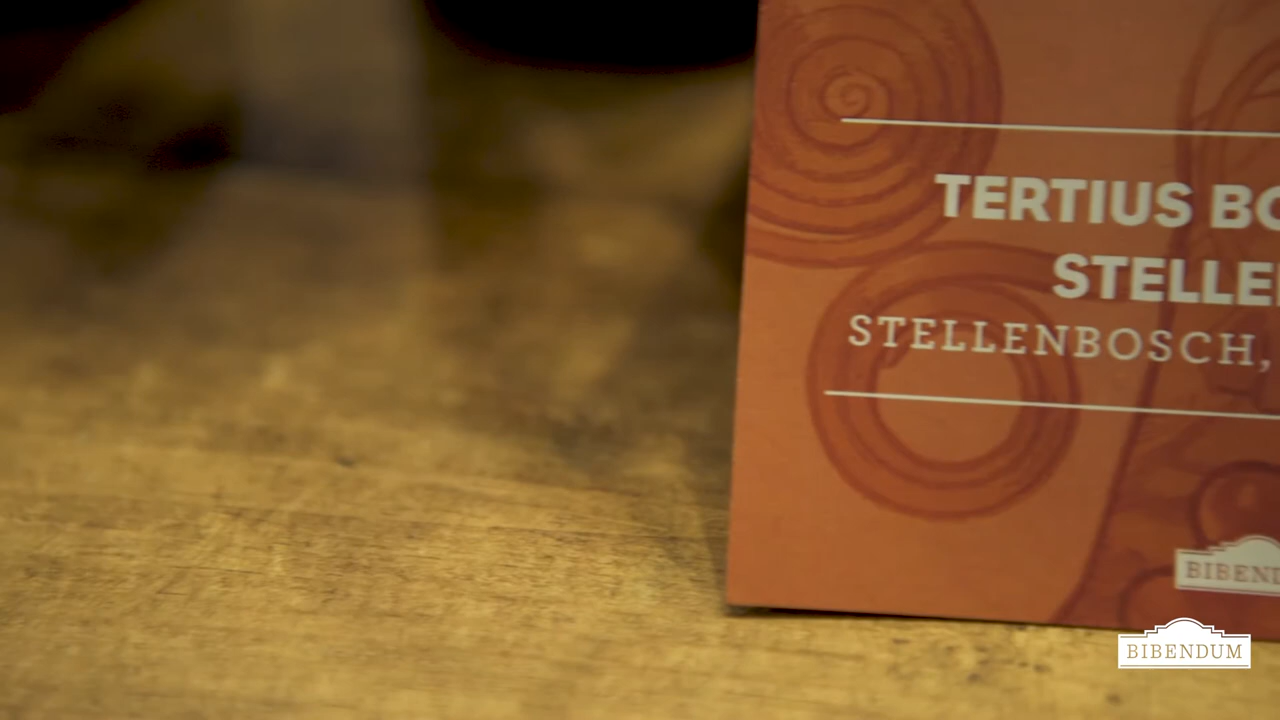 TERTIUS BO
STELLE
STELLENBOSCH,
BIBEND
BIBENDUM